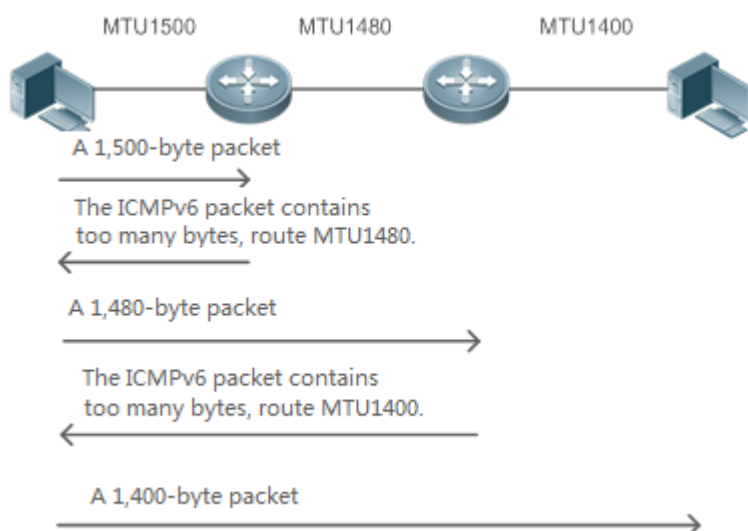 MTU1500 MTU1480 MTU1400
A 1,500-byte packet
The ICMPv6 packet contains
too many bytes, route MTU1480.
A 1,480-byte packet
The ICMPv6 packet contains
too many bytes, route MTU1400.
A 1,400-byte packet